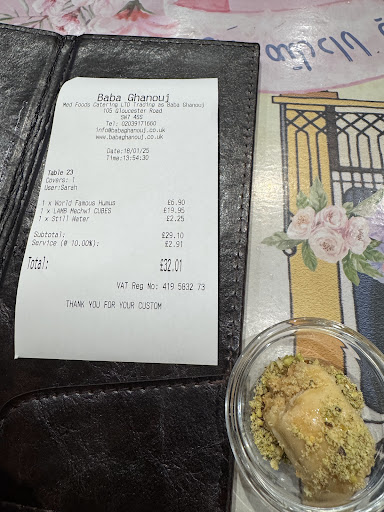 Baba Ghanouj
Med Foods Catering LTD Trading as Baba Ghanouj
105 Gloucester Road
SW7 4SS
Tel: 02039171660
info@babaghanouj.co.uk
www.babaghanouj.co.uk
Date:18/01/25
Time:13:54:30
Table 23
Covers: 1
User:Sarah
1 x World Famous Humus £6.90
1 x LAMB Mechwi CUBES £19.95
1 x Still Water £2.25
Subtotal: £29.10
Service (@ 10.00%): £2.91
Total: £32.01
VAT Reg No: 419 5832 73
THANK YOU FOR YOUR CUSTOM